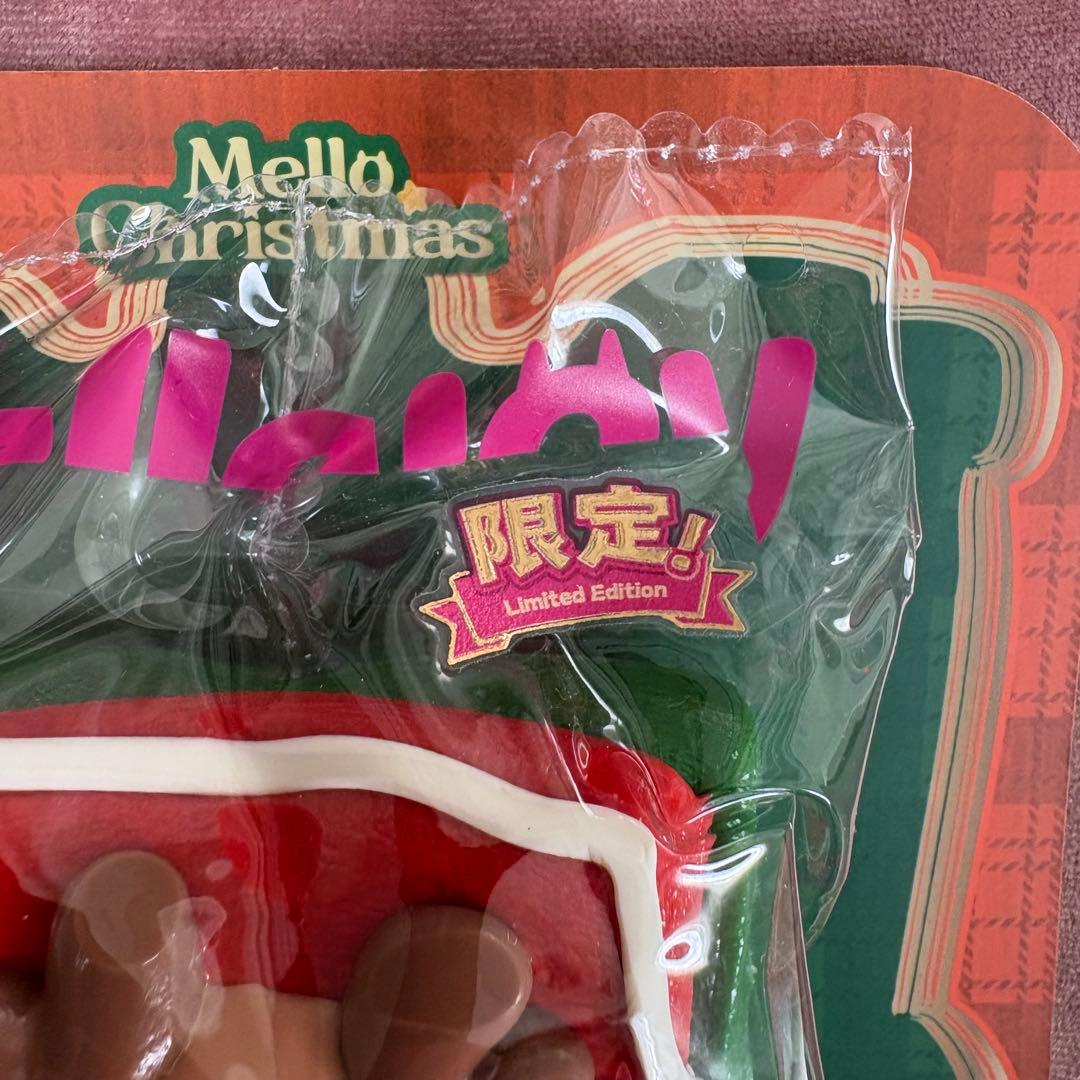 Mello
Christmas
限定!
Limited Edition